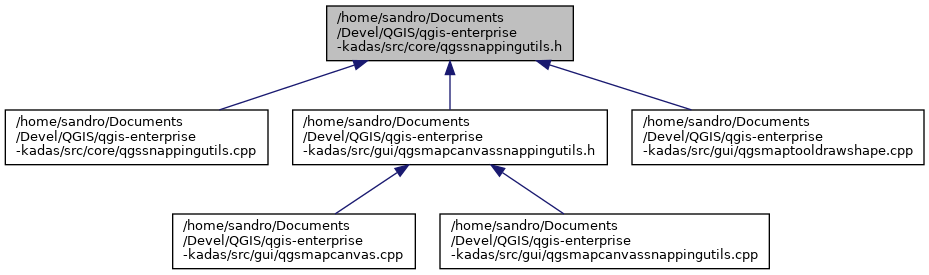 /home/sandro/Documents
/Devel/QGIS/qgis-enterprise
-kadas/src/core/qgssnappingutils.h
/home/sandro/Documents
/Devel/QGIS/qgis-enterprise
-kadas/src/core/qgssnappingutils.cpp
/home/sandro/Documents
/Devel/QGIS/qgis-enterprise
-kadas/src/gui/qgsmapcanvassnappingutils.h
/home/sandro/Documents
/Devel/QGIS/qgis-enterprise
-kadas/src/gui/qgsmaptooldrawshape.cpp
/home/sandro/Documents
/Devel/QGIS/qgis-enterprise
-kadas/src/gui/qgsmapcanvas.cpp
/home/sandro/Documents
/Devel/QGIS/qgis-enterprise
-kadas/src/gui/qgsmapcanvassnappingutils.cpp